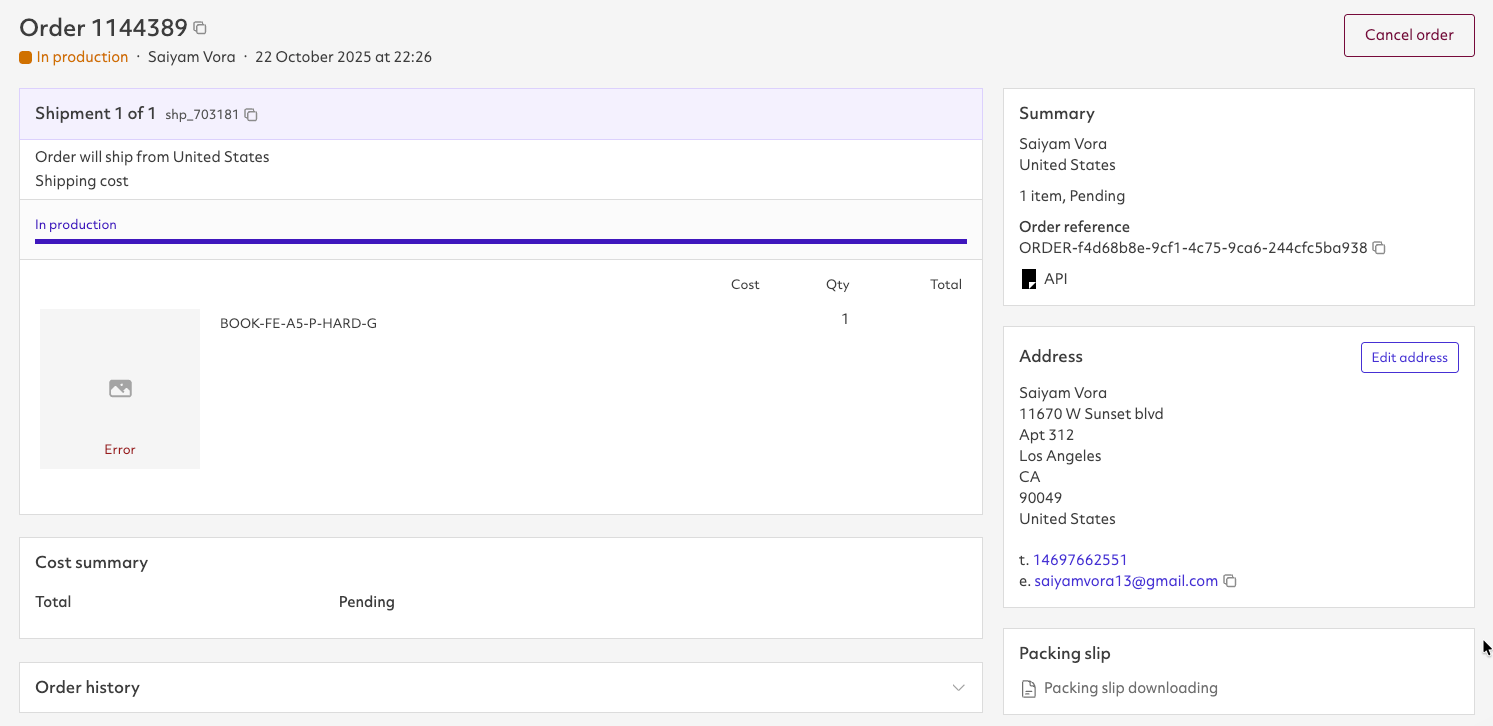 Order 1144389
In production · Saiyam Vora · 22 October 2025 at 22:26
Cancel order
Shipment 1 of 1 shp_703181
Order will ship from United States
Shipping cost
In production
Cost Qty Total
BOOK-FE-A5-P-HARD-G 1
Error
Cost summary
Total Pending
Order history
Summary
Saiyam Vora
United States
1 item, Pending
Order reference
ORDER-f4d68b8e-9cf1-4c75-9ca6-244cfc5ba938
API
Address
Edit address
Saiyam Vora
11670 W Sunset blvd
Apt 312
Los Angeles
CA
90049
United States
t. 14697662551
e. saiyamvora13@gmail.com
Packing slip
Packing slip downloading